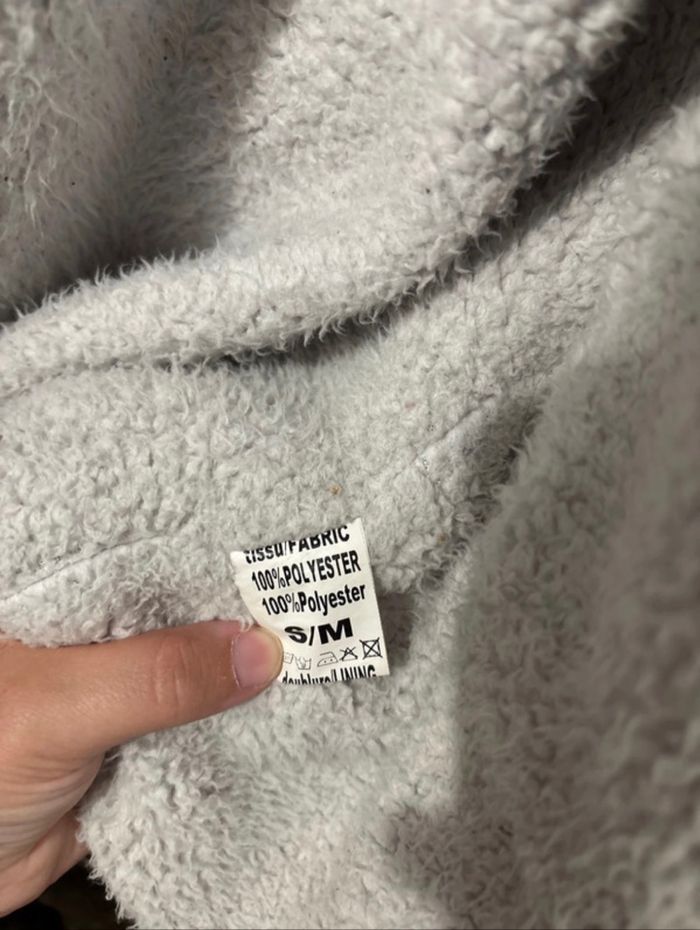 tissu/FABRIC
100%POLYESTER
100%Polyester
S/M
doublure/LINING